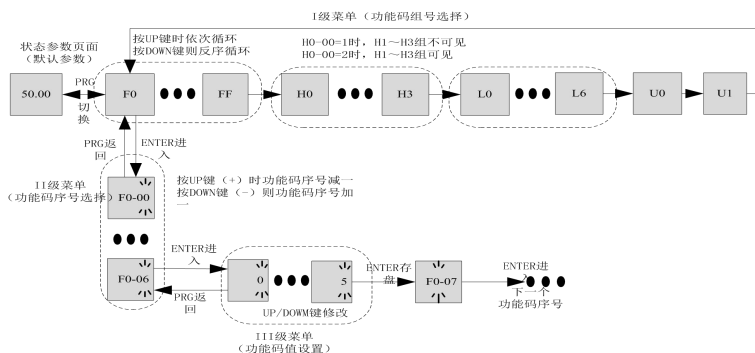 I级菜单（功能码组号选择）
按UP键时依次循环
按DOWN键则反序循环
H0-00=1时，H1～H3组不可见
H0-00=2时，H1～H3组可见
状态参数页面
（默认参数）
50.00
PRG
切
换
F0
FF
H0
H3
L0
L6
U0
U1
PRG返
回
ENTER进
入
II级菜单
（功能码序号选择）
F0-00
按UP键（+）时功能码序号减一
按DOWN键（-）则功能码序号加
一
F0-06
ENTER进
入
PRG返
回
0
5
UP/DOWM键修改
ENTER存
盘
F0-07
ENTER进
入
下一个
功能码序号
III级菜单
（功能码值设置）